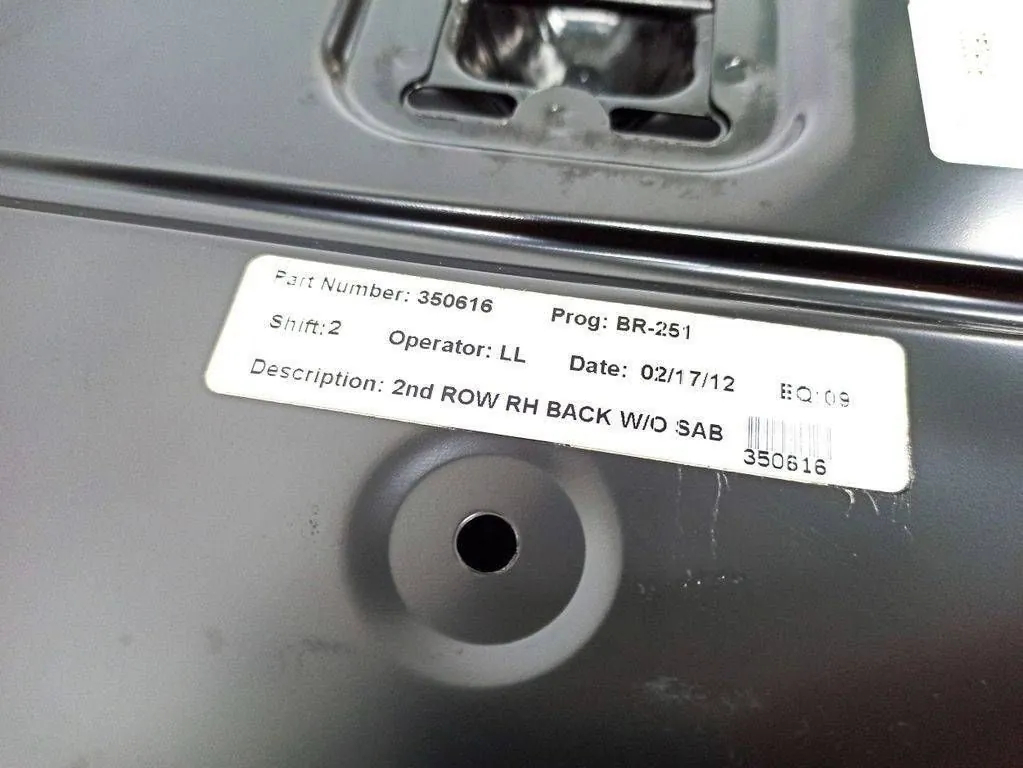 Part Number: 350616 Prog: BR-251
Shift:2 Operator: LL Date: 02/17/12 EQ:09
Description: 2nd ROW RH BACK W/O SAB
350616